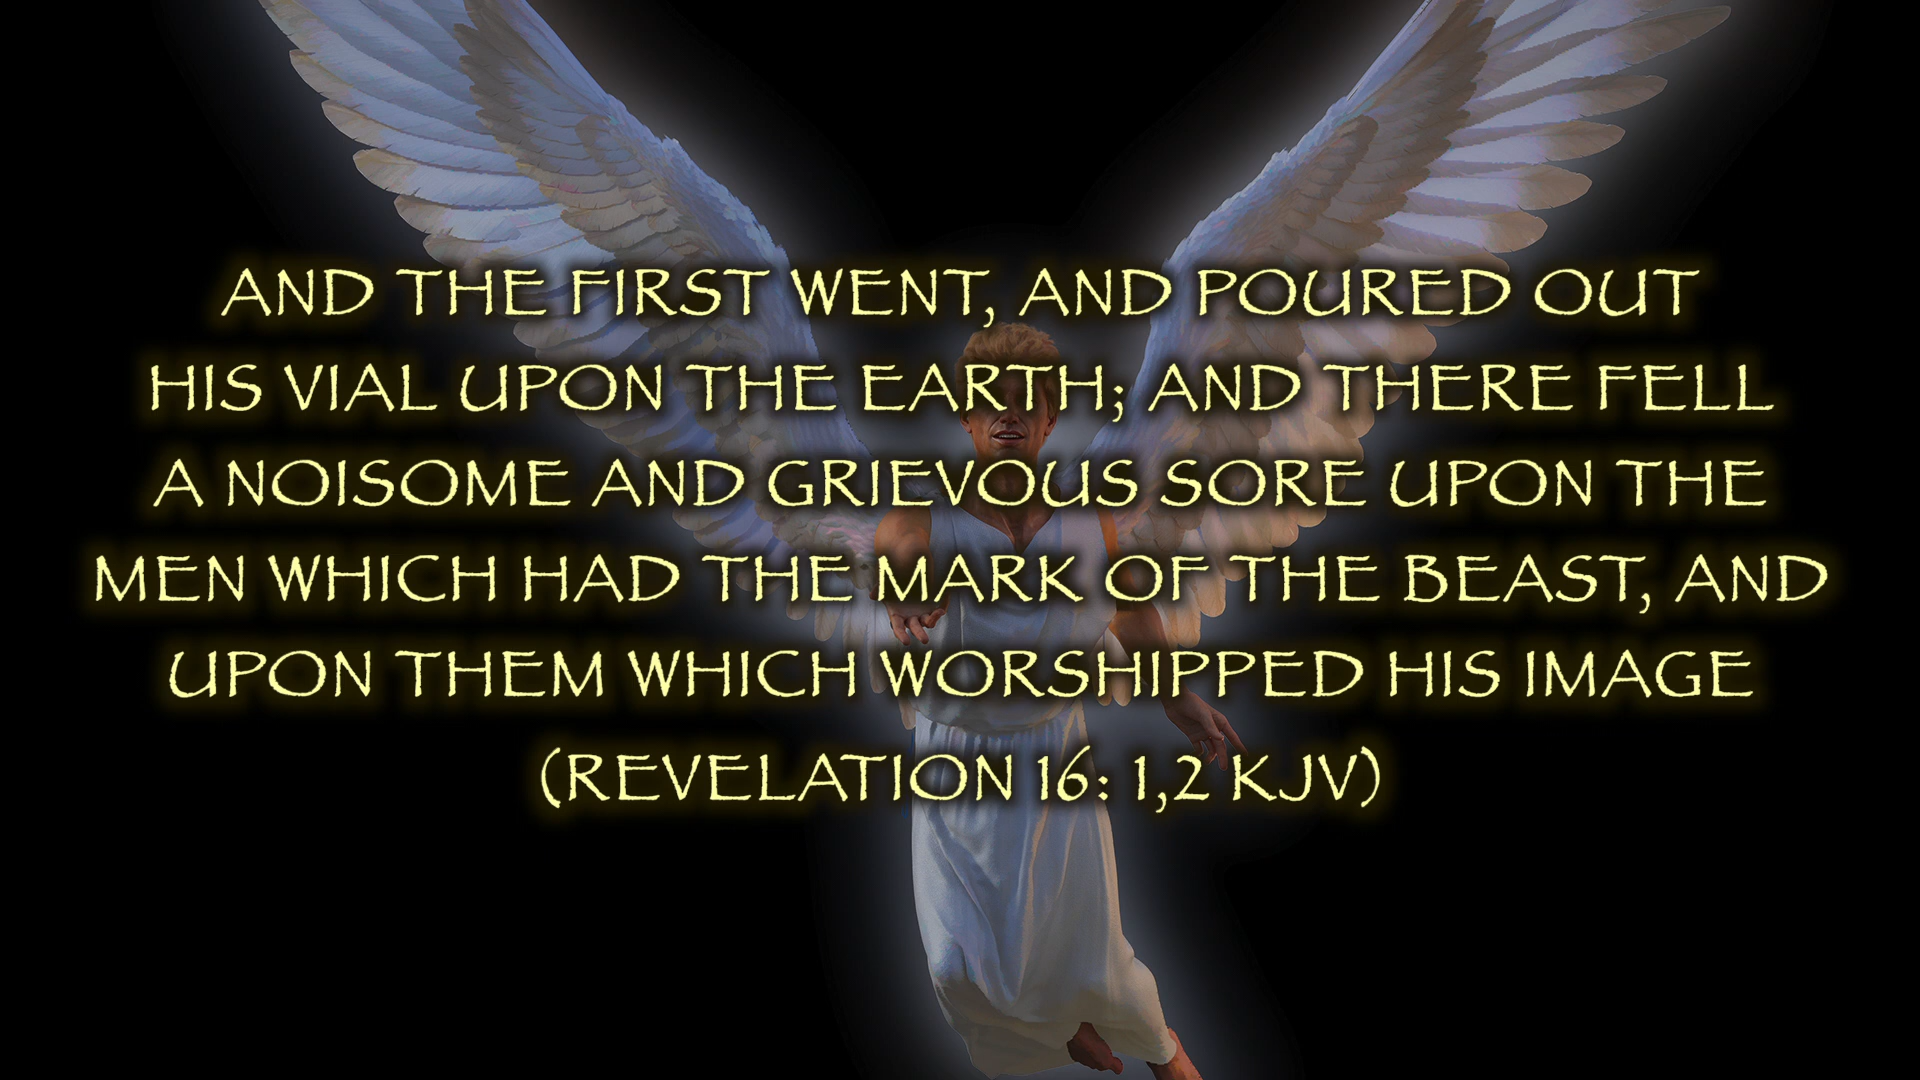 AND THE FIRST WENT, AND POURED OUT
HIS VIAL UPON THE EARTH; AND THERE FELL
A NOISOME AND GRIEVOUS SORE UPON THE
MEN WHICH HAD THE MARK OF THE BEAST, AND
UPON THEM WHICH WORSHIPPED HIS IMAGE
(REVELATION 16: 1,2 KJV)